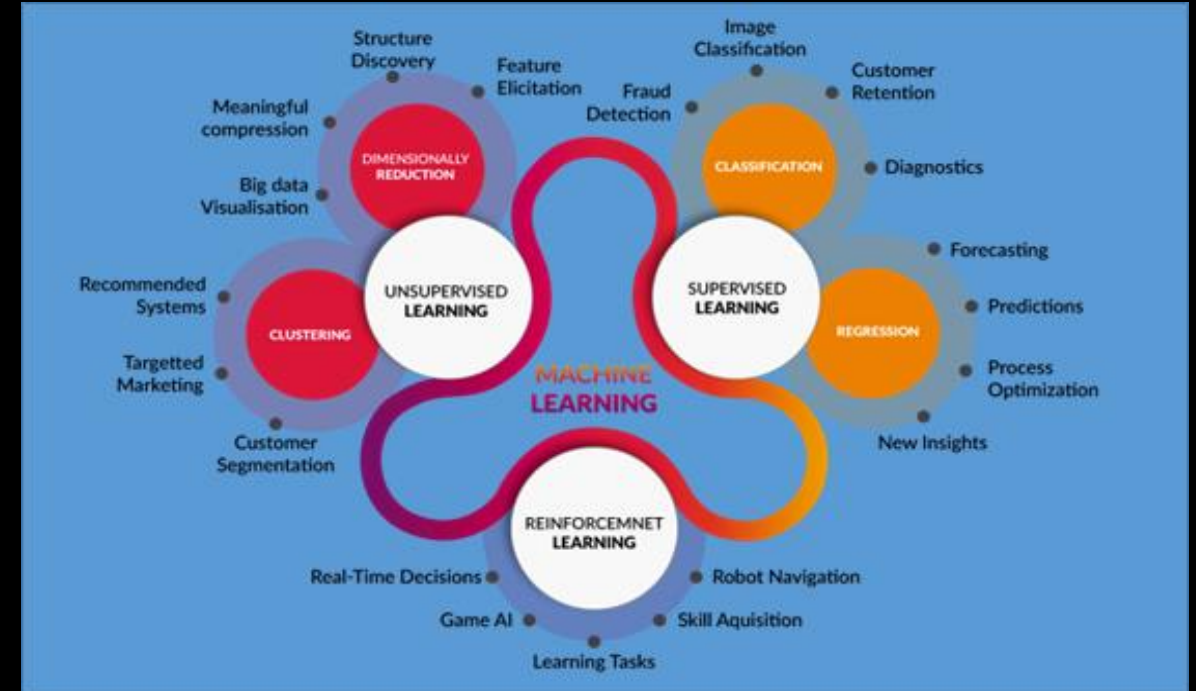 Structure
Discovery
Feature
Elicitation
Meaningful
compression
Big data
Visualisation
DIMENSIONALLY
REDUCTION
UNSUPERVISED
LEARNING
Recommended
Systems
CLUSTERING
Targetted
Marketing
Customer
Segmentation
Image
Classification
Fraud
Detection
Customer
Retention
CLASSIFICATION
Diagnostics
SUPERVISED
LEARNING
Forecasting
Predictions
REGRESSION
Process
Optimization
New Insights
MACHINE
LEARNING
REINFORCEMNET
LEARNING
Real-Time Decisions
Robot Navigation
Game AI
Skill Aquisition
Learning Tasks